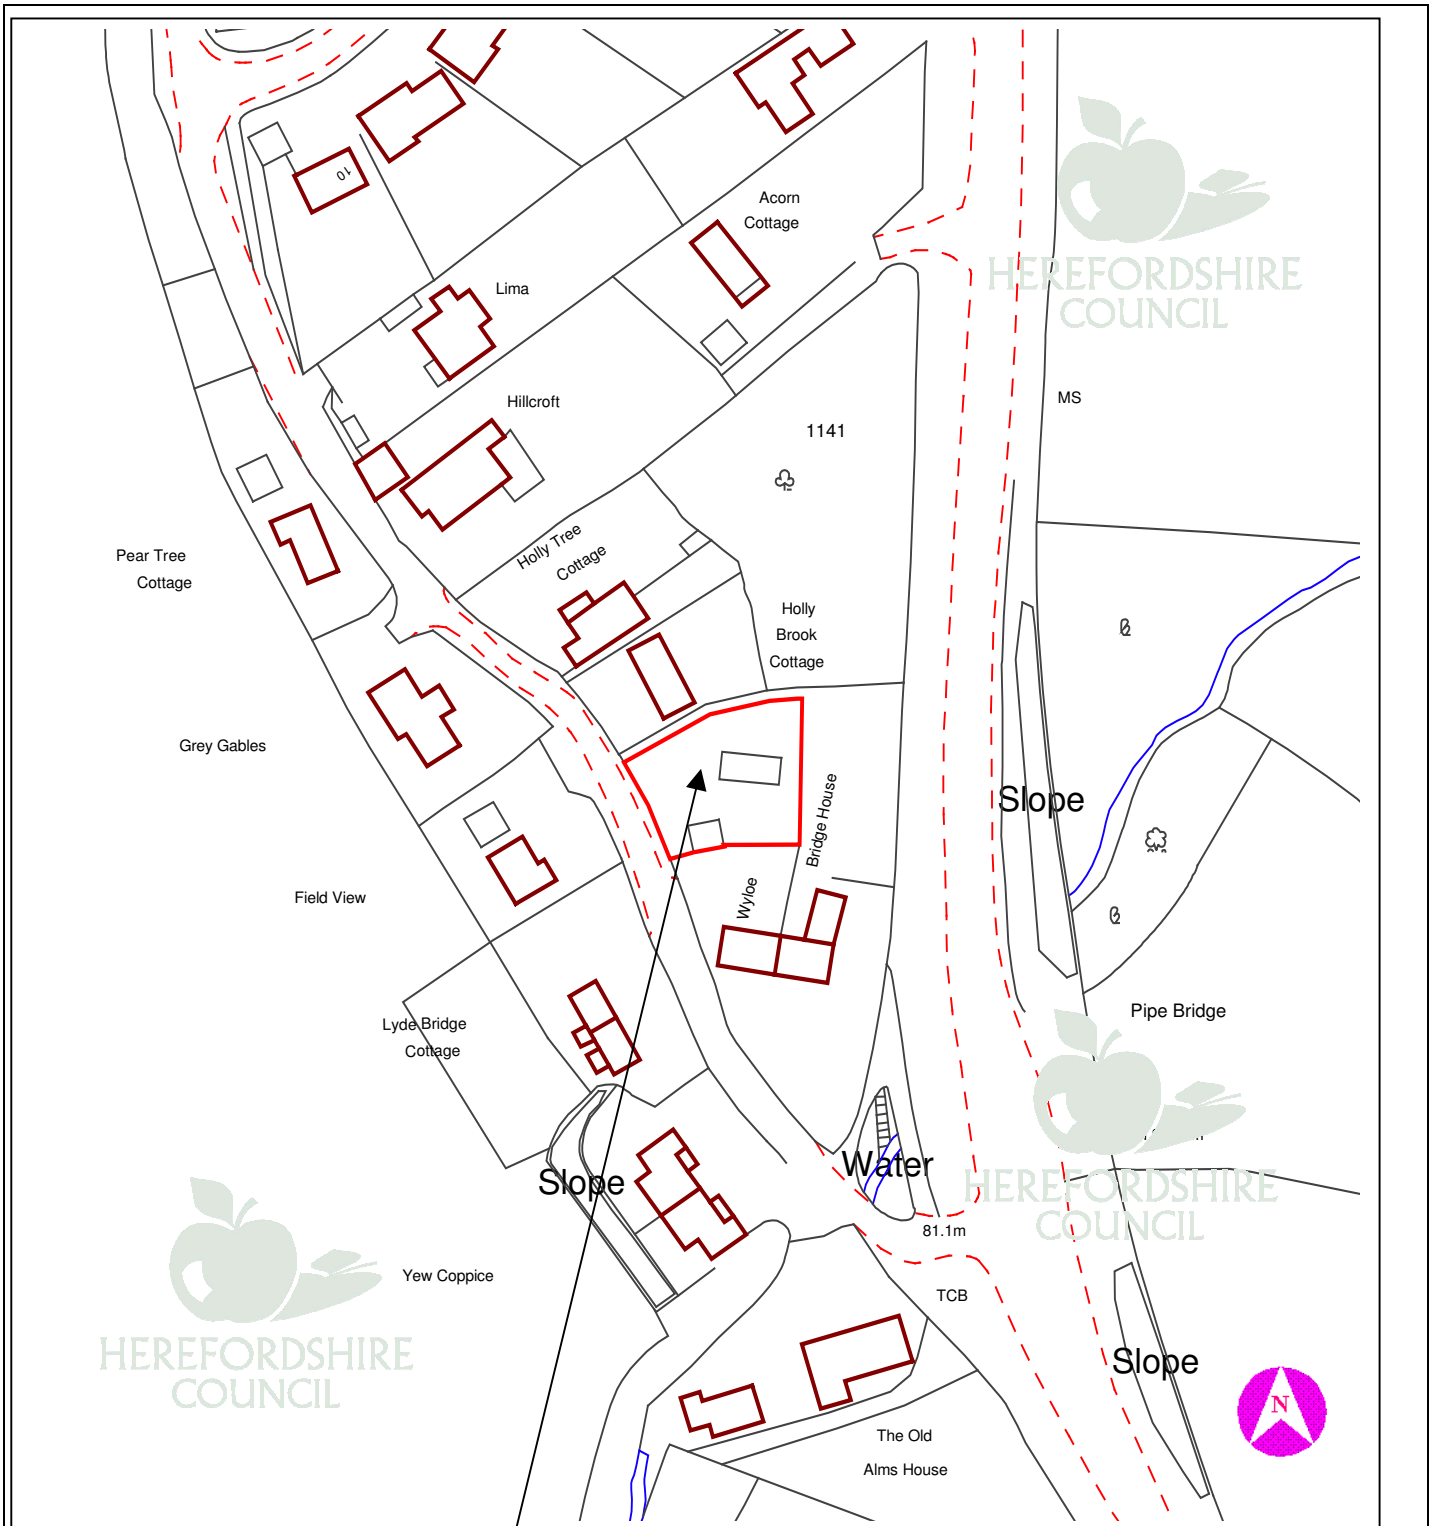 10
Acorn
Cottage
HEREFORDSHIRE
COUNCIL
Lima
MS
Hillcroft
1141
Holly Tree
Cottage
Pear Tree
Cottage
Holly
Brook
Cottage
Grey Gables
Slope
Bridge House
Wyloe
Field View
Pipe Bridge
Lyde Bridge
Cottage
Water
Slope
HEREFORDSHIRE
COUNCIL
81.1m
Yew Coppice
TCB
HEREFORDSHIRE
COUNCIL
Slope
N
The Old
Alms House